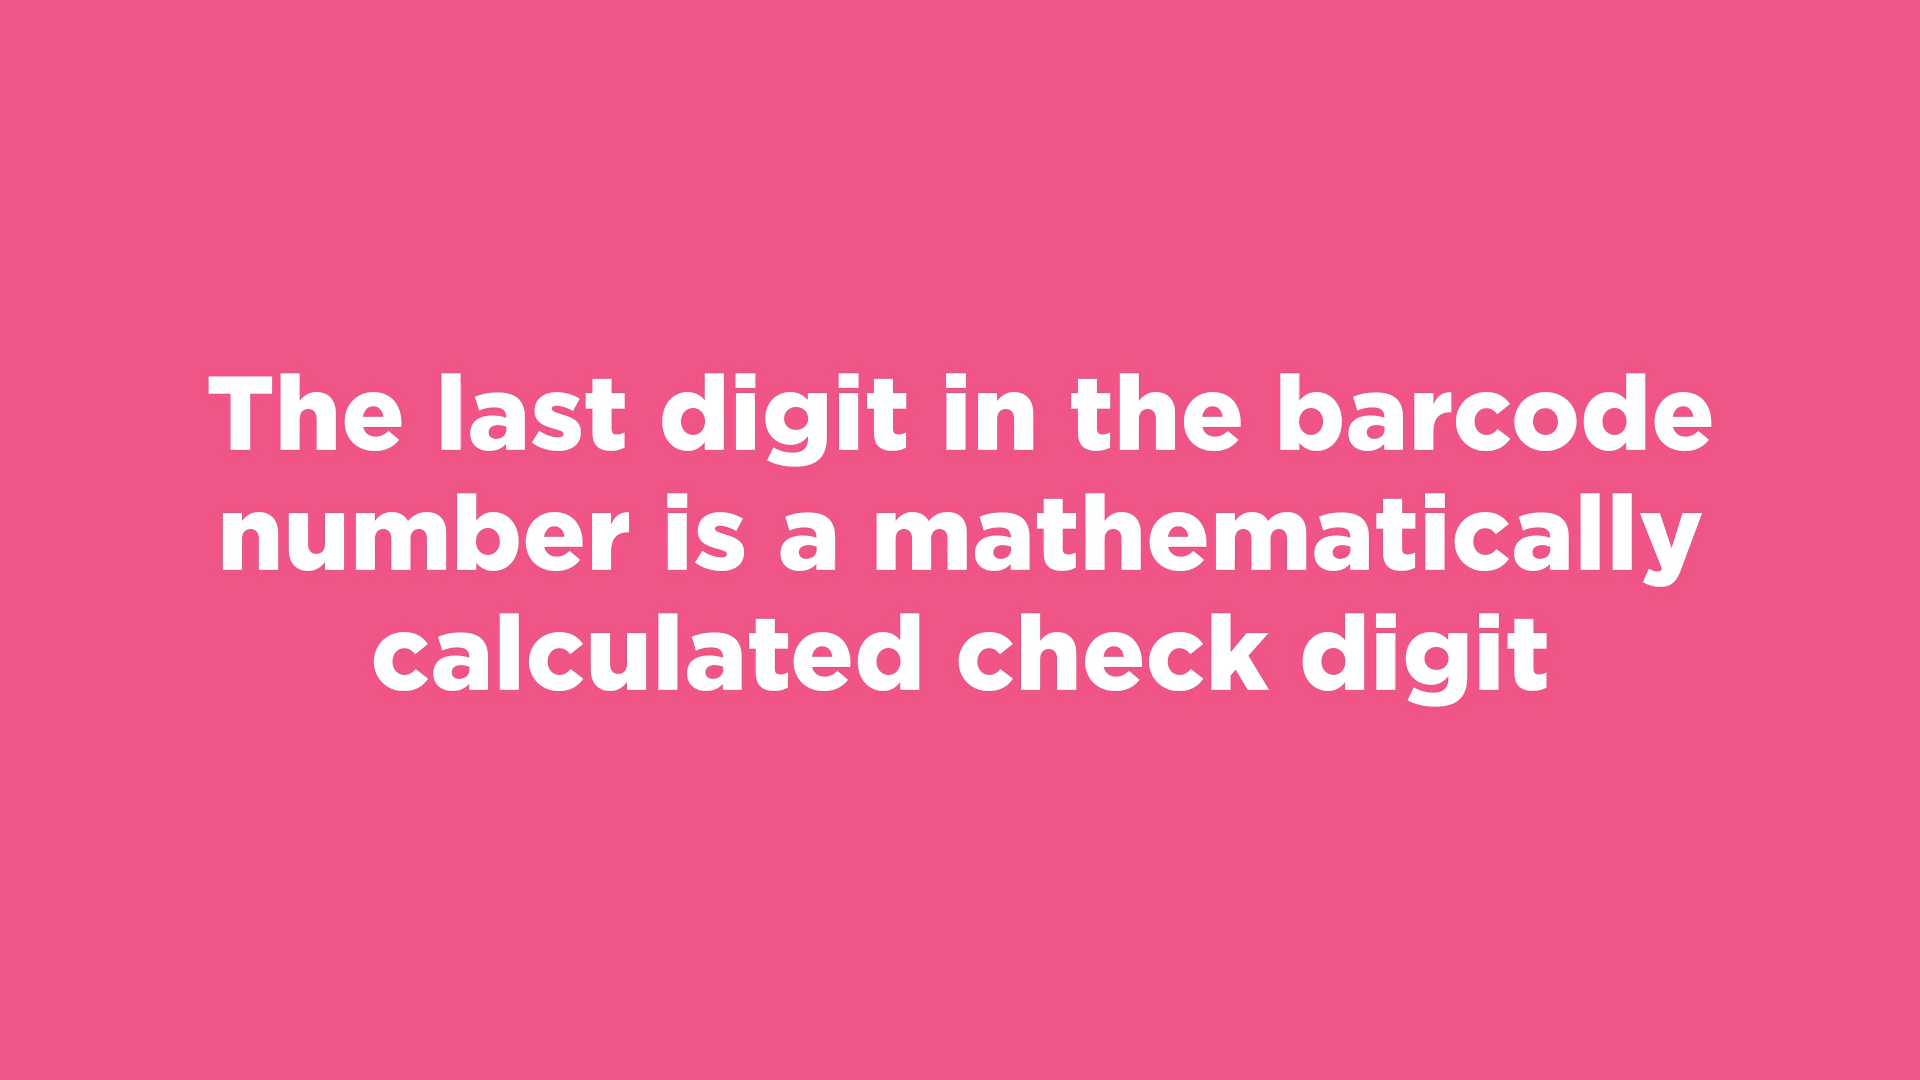 The last digit in the barcode
number is a mathematically
calculated check digit